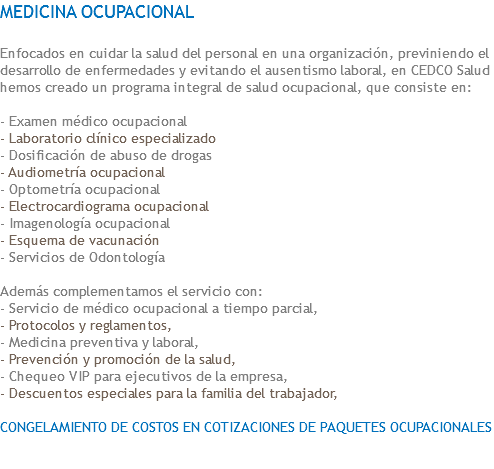 MEDICINA OCUPACIONAL
Enfocados en cuidar la salud del personal en una organización, previniendo el
desarrollo de enfermedades y evitando el ausentismo laboral, en CEDCO Salud
hemos creado un programa integral de salud ocupacional, que consiste en:
- Examen médico ocupacional
- Laboratorio clínico especializado
- Dosificación de abuso de drogas
- Audiometría ocupacional
- Optometría ocupacional
- Electrocardiograma ocupacional
- Imagenología ocupacional
- Esquema de vacunación
- Servicios de Odontología
Además complementamos el servicio con:
- Servicio de médico ocupacional a tiempo parcial,
- Protocolos y reglamentos,
- Medicina preventiva y laboral,
- Prevención y promoción de la salud,
- Chequeo VIP para ejecutivos de la empresa,
- Descuentos especiales para la familia del trabajador,
CONGELAMIENTO DE COSTOS EN COTIZACIONES DE PAQUETES OCUPACIONALES